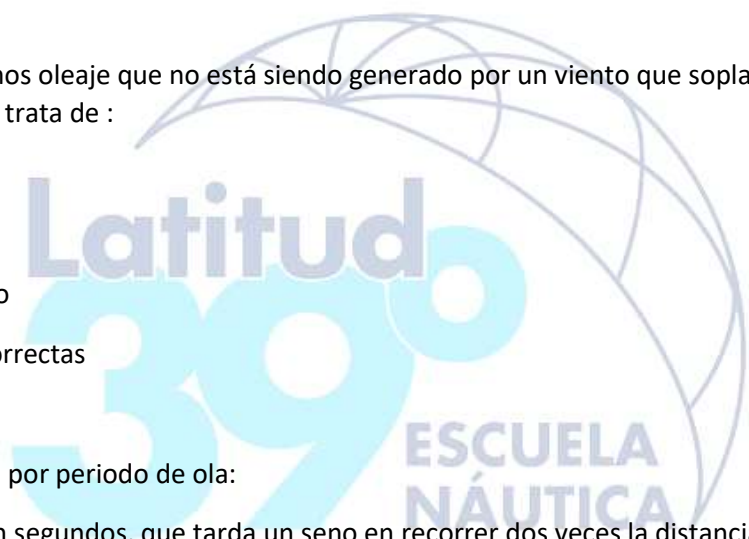 nos oleaje que no está siendo generado por un viento que sopla
trata de :
Latitud
39º
o
orrectas
ESCUELA
NÁUTICA
por periodo de ola:
n segundos, que tarda un seno en recorrer dos veces la distancia